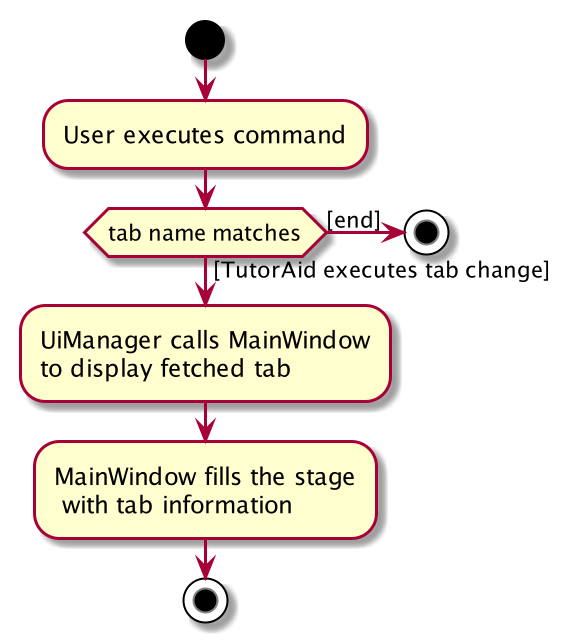 User executes command
tab name matches
[end]
[TutorAid executes tab change]
UiManager calls MainWindow
to display fetched tab
MainWindow fills the stage
with tab information